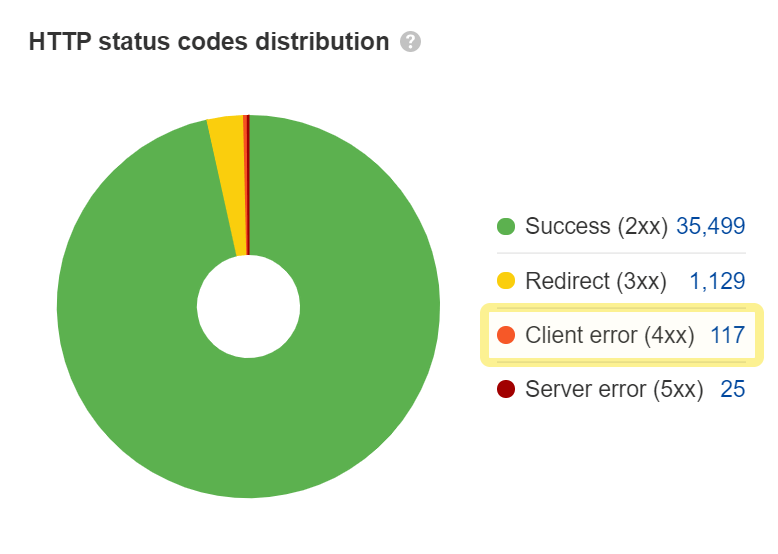 HTTP status codes distribution ?
Success (2xx) 35,499
Redirect (3xx) 1,129
Client error (4xx) 117
Server error (5xx) 25